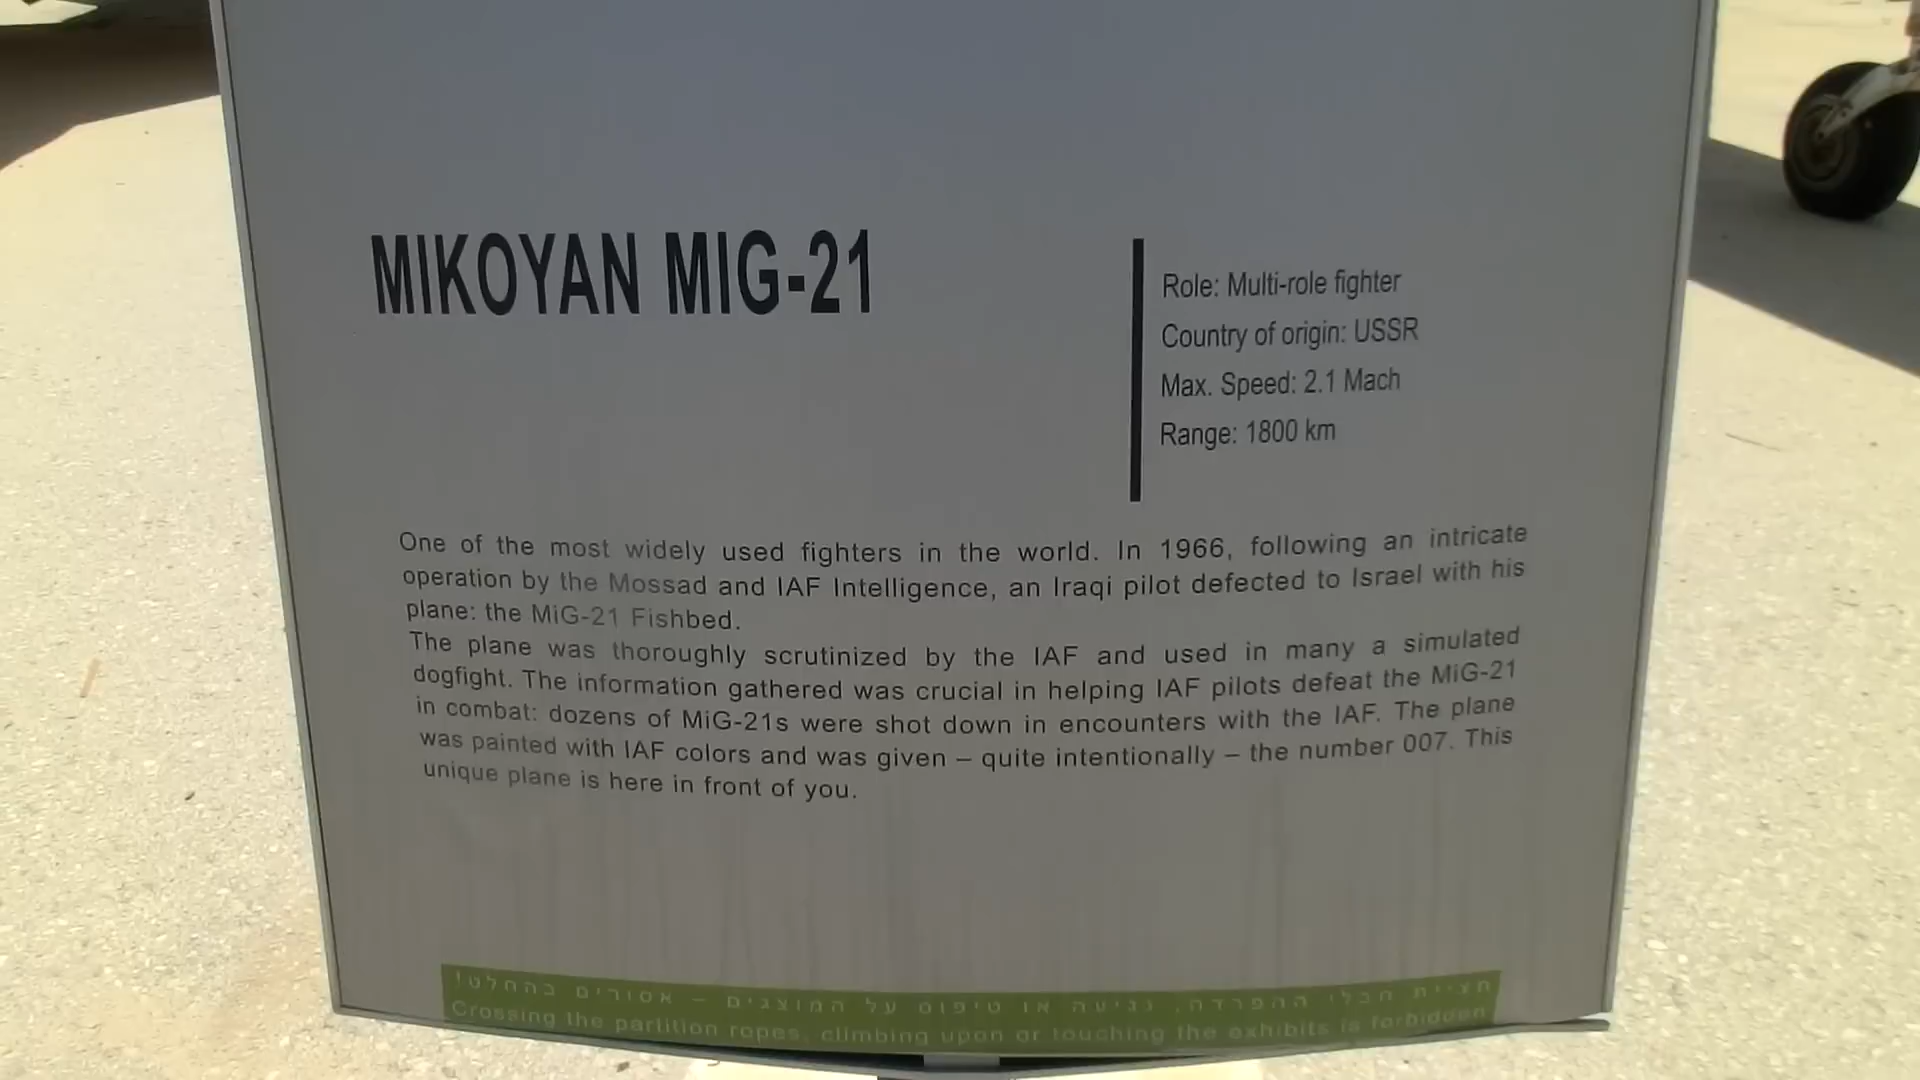 MIKOYAN MIG-21
Role: Multi-role fighter
Country of origin: USSR
Max. Speed: 2.1 Mach
Range: 1800 km
One of the most widely used fighters in the world. In 1966, following an intricate
operation by the Mossad and IAF Intelligence, an Iraqi pilot defected to Israel with his
plane: the MiG-21 Fishbed.
The plane was thoroughly scrutinized by the IAF and used in many a simulated
dogfight. The information gathered was crucial in helping IAF pilots defeat the MiG-21
in combat: dozens of MiG-21s were shot down in encounters with the IAF. The plane
was painted with IAF colors and was given – quite intentionally – the number 007. This
unique plane is here in front of you.
חציית חבלי ההפרדה, נגיעה או טיפוס על המוצגים – אסורים בהחלט!
Crossing the partition ropes, climbing upon or touching the exhibits is forbidden